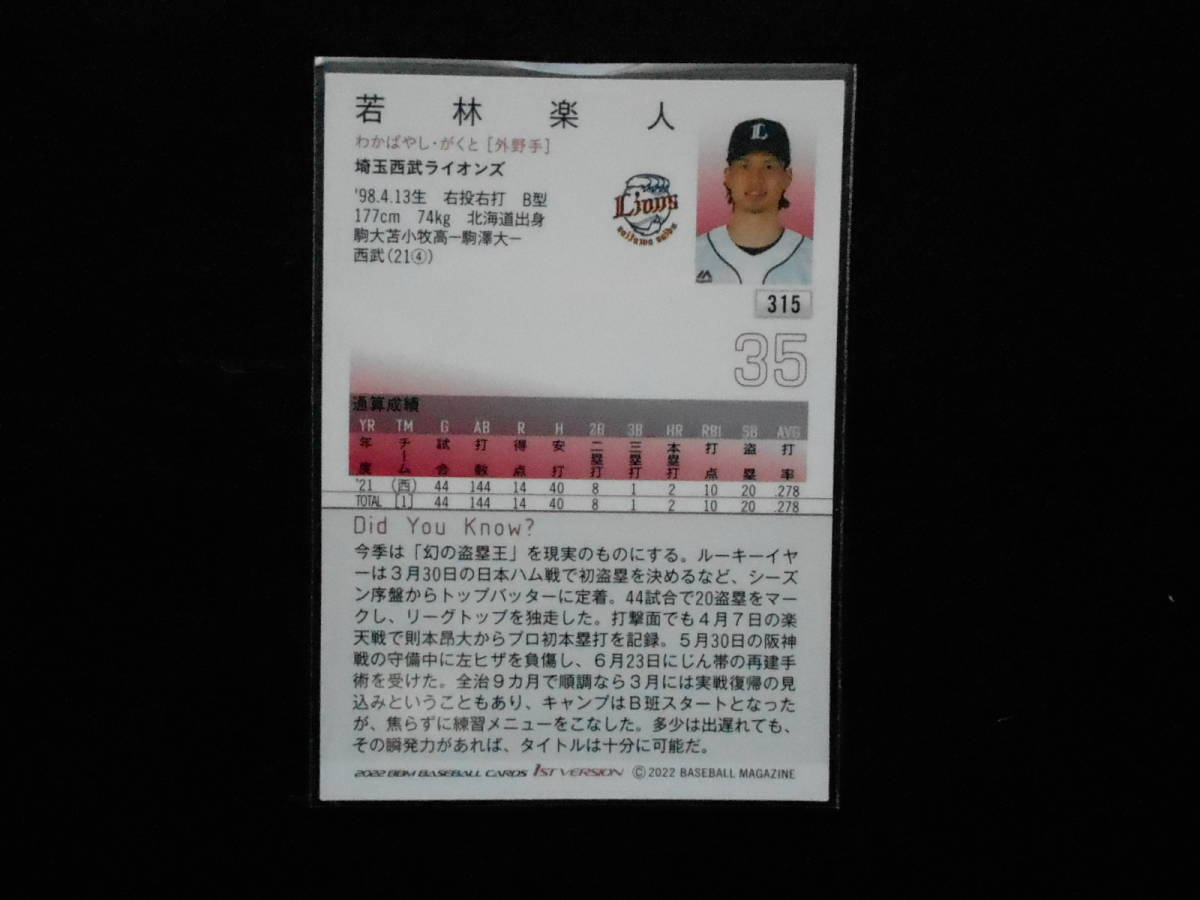 若林楽人
わかばやし・がくと [外野手]
埼玉西武ライオンズ
'98.4.13生 右投右打 B型
177cm 74kg 北海道出身
駒大苫小牧高ー駒澤大ー
西武(21④)
L
Lions
315
35
通算成績
YR TM G AB R H 2B 3B HR RBI SB AVG
年度 チーム 試合 打数 得点 安打 二塁打 三塁打 本塁打 打点 盗塁 打率
'21 (西) 44 144 14 40 8 1 2 10 20 .278
TOTAL [1] 44 144 14 40 8 1 2 10 20 .278
Did You Know?
今季は「幻の盗塁王」を現実のものにする。ルーキーイヤ
ーは3月30日の日本ハム戦で初盗塁を決めるなど、シーズ
ン序盤からトップバッターに定着。44試合で20盗塁をマー
クし、リーグトップを独走した。打撃面でも4月7日の楽
天戦で則本昂大からプロ初本塁打を記録。5月30日の阪神
戦の守備中に左ヒザを負傷し、6月23日にじん帯の再建手
術を受けた。全治9カ月で順調なら3月には実戦復帰の見
込みということもあり、キャンプはB班スタートとなった
が、焦らずに練習メニューをこなした。多少は出遅れても、
その瞬発力があれば、タイトルは十分に可能だ。
2022 BBM BASEBALL CARDS 1ST VERSION ©2022 BASEBALL MAGAZINE